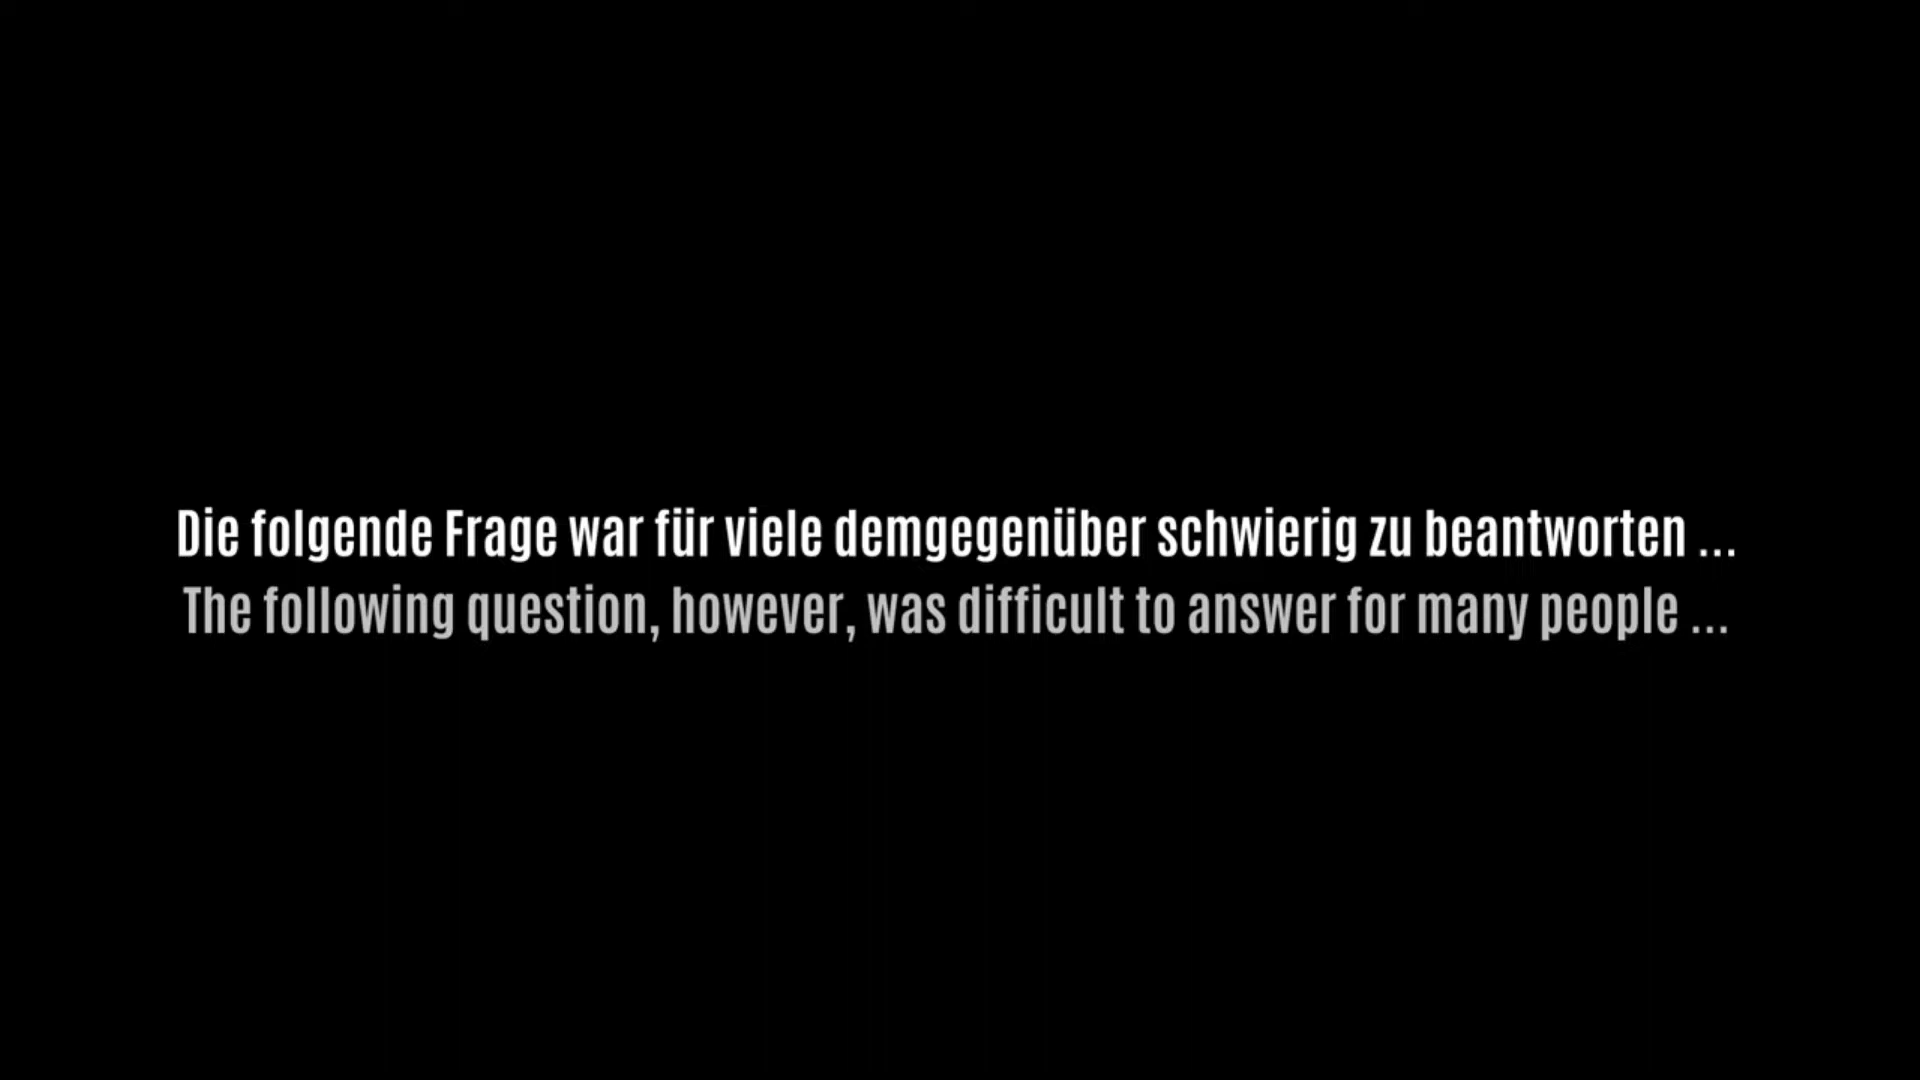 Die folgende Frage war für viele demgegenüber schwierig zu beantworten ...
The following question, however, was difficult to answer for many people ...